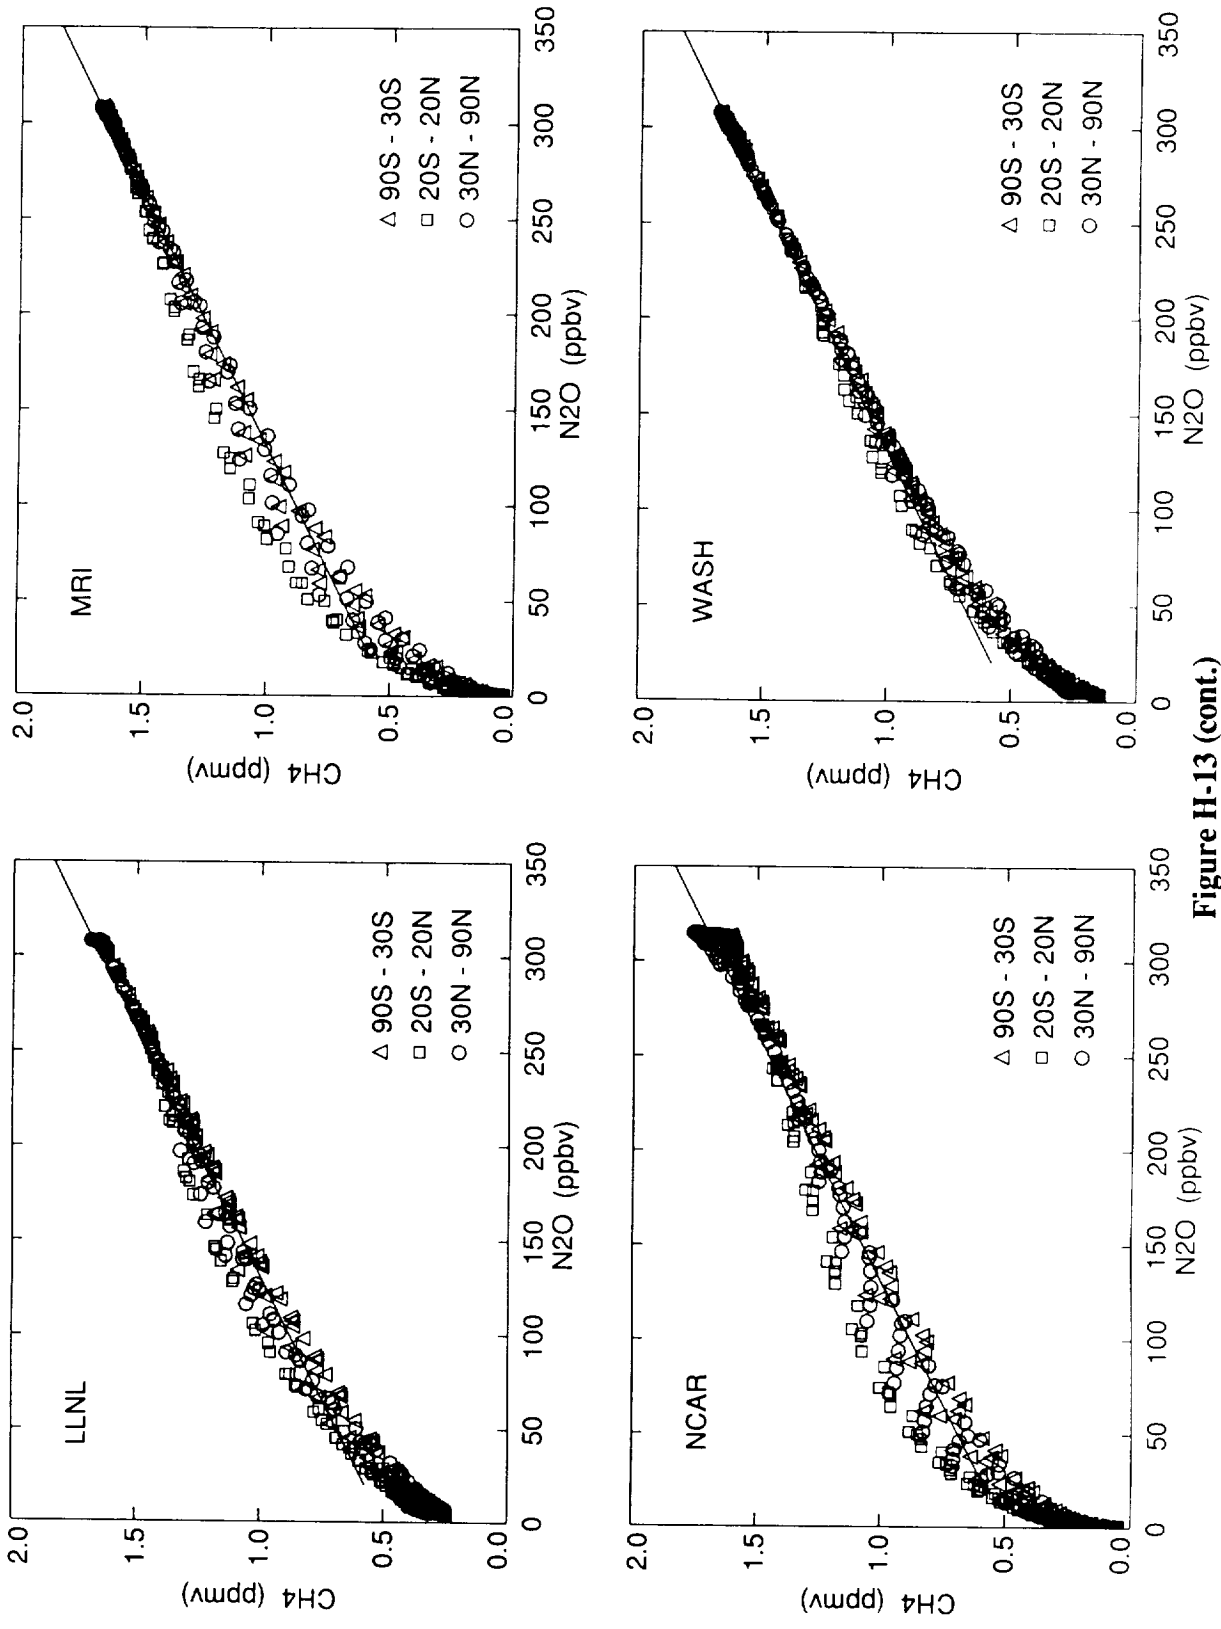 LLNL
CH4 (ppmv)
2.0
1.5
1.0
0.5
0.0
△ 90S - 30S
□ 20S - 20N
○ 30N - 90N
0 50 100 150 200 250 300 350
N2O (ppbv)
MRI
CH4 (ppmv)
2.0
1.5
1.0
0.5
0.0
△ 90S - 30S
□ 20S - 20N
○ 30N - 90N
0 50 100 150 200 250 300 350
N2O (ppbv)
NCAR
CH4 (ppmv)
2.0
1.5
1.0
0.5
0.0
△ 90S - 30S
□ 20S - 20N
○ 30N - 90N
0 50 100 150 200 250 300 350
N2O (ppbv)
WASH
CH4 (ppmv)
2.0
1.5
1.0
0.5
0.0
△ 90S - 30S
□ 20S - 20N
○ 30N - 90N
0 50 100 150 200 250 300 350
N2O (ppbv)
Figure H-13 (cont.)